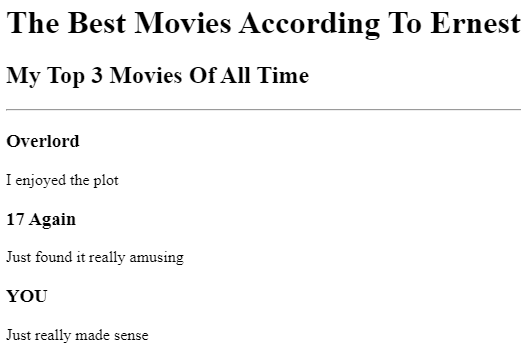 The Best Movies According To Ernest
My Top 3 Movies Of All Time
Overlord
I enjoyed the plot
17 Again
Just found it really amusing
YOU
Just really made sense